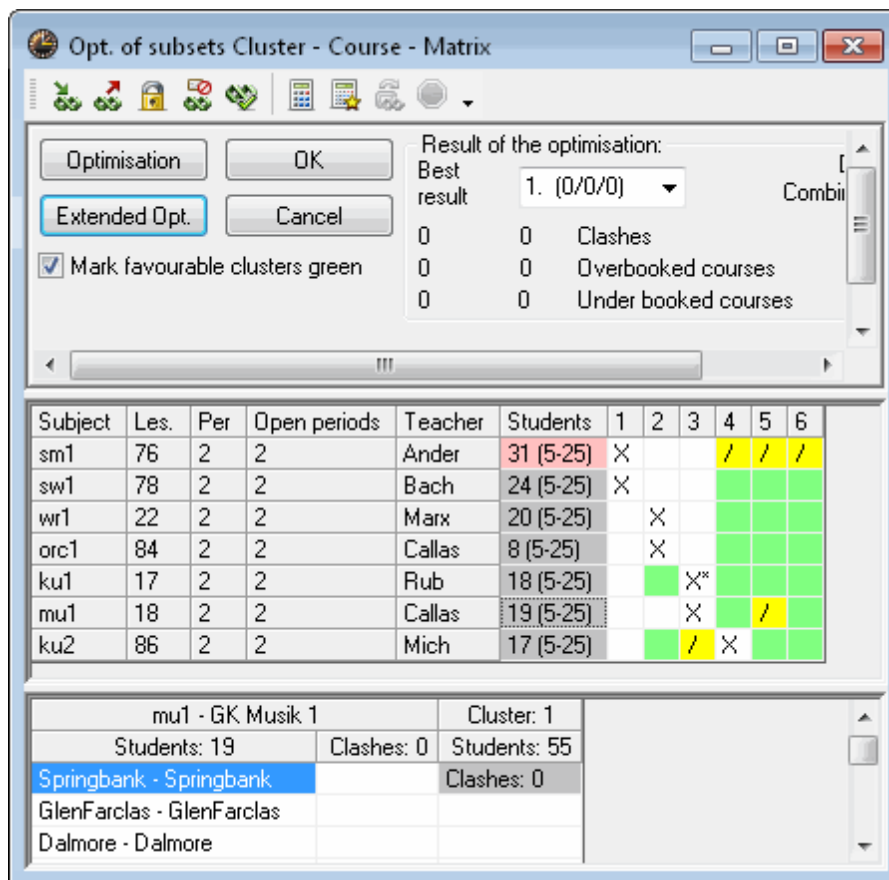 Opt. of subsets Cluster - Course - Matrix
Optimisation OK
Extended Opt. Cancel
Mark favourable clusters green
Result of the optimisation:
Best result 1. (0/0/0)
Combi
0 0 Clashes
0 0 Overbooked courses
0 0 Under booked courses
Subject Les. Per Open periods Teacher Students 1 2 3 4 5 6
sm1 76 2 2 Ander 31 (5-25) X / / /
sw1 78 2 2 Bach 24 (5-25) X
wr1 22 2 2 Marx 20 (5-25) X
orc1 84 2 2 Callas 8 (5-25) X
ku1 17 2 2 Rub 18 (5-25) X*
mu1 18 2 2 Callas 19 (5-25) X /
ku2 86 2 2 Mich 17 (5-25) / X
mu1 - GK Musik 1 Cluster: 1
Students: 19 Clashes: 0 Students: 55
Springbank - Springbank Clashes: 0
GlenFarclas - GlenFarclas
Dalmore - Dalmore